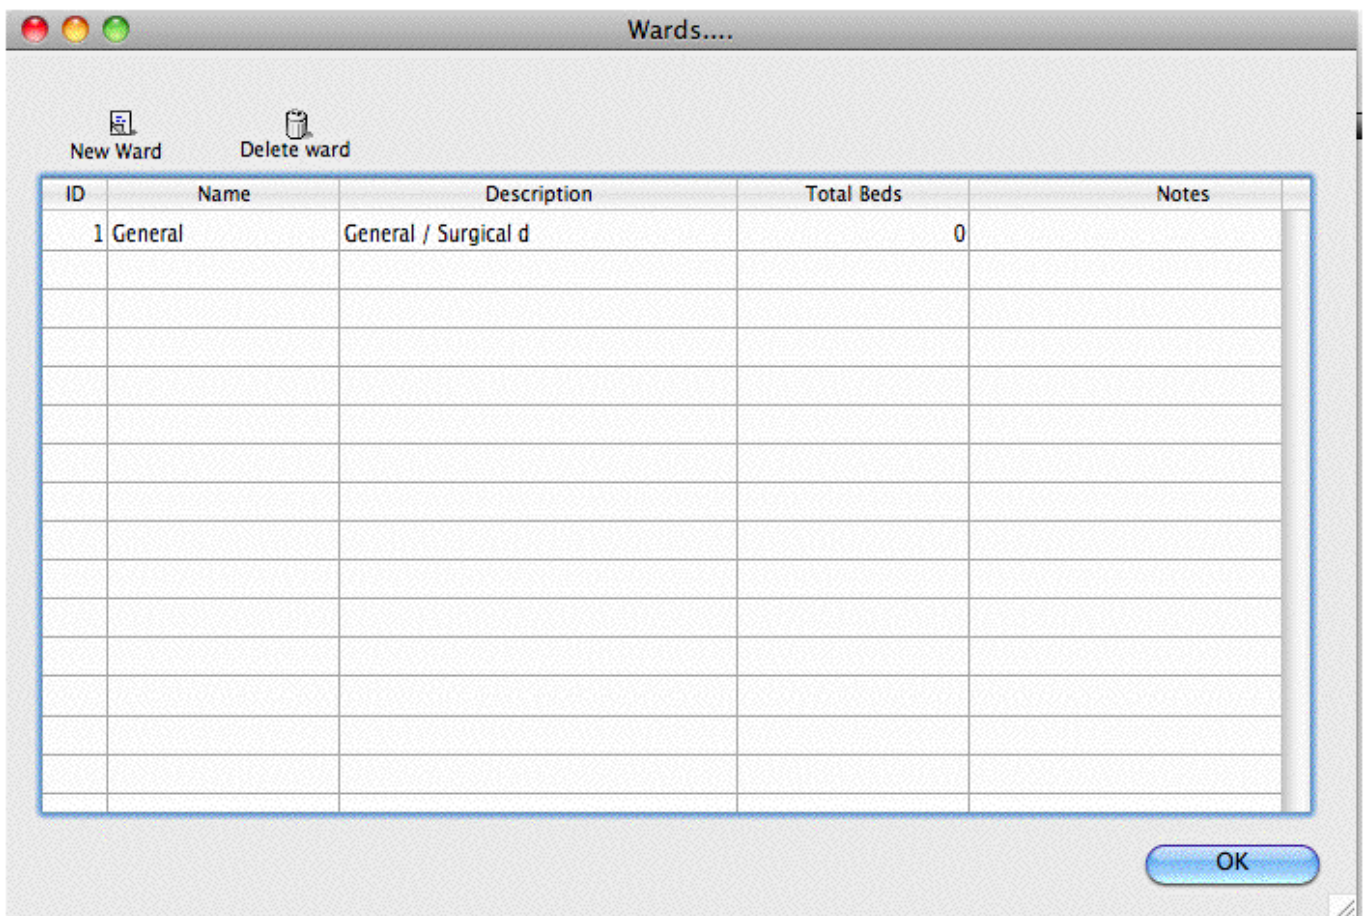 Wards....
New Ward Delete ward
ID Name Description Total Beds Notes
1 General General / Surgical d 0
OK